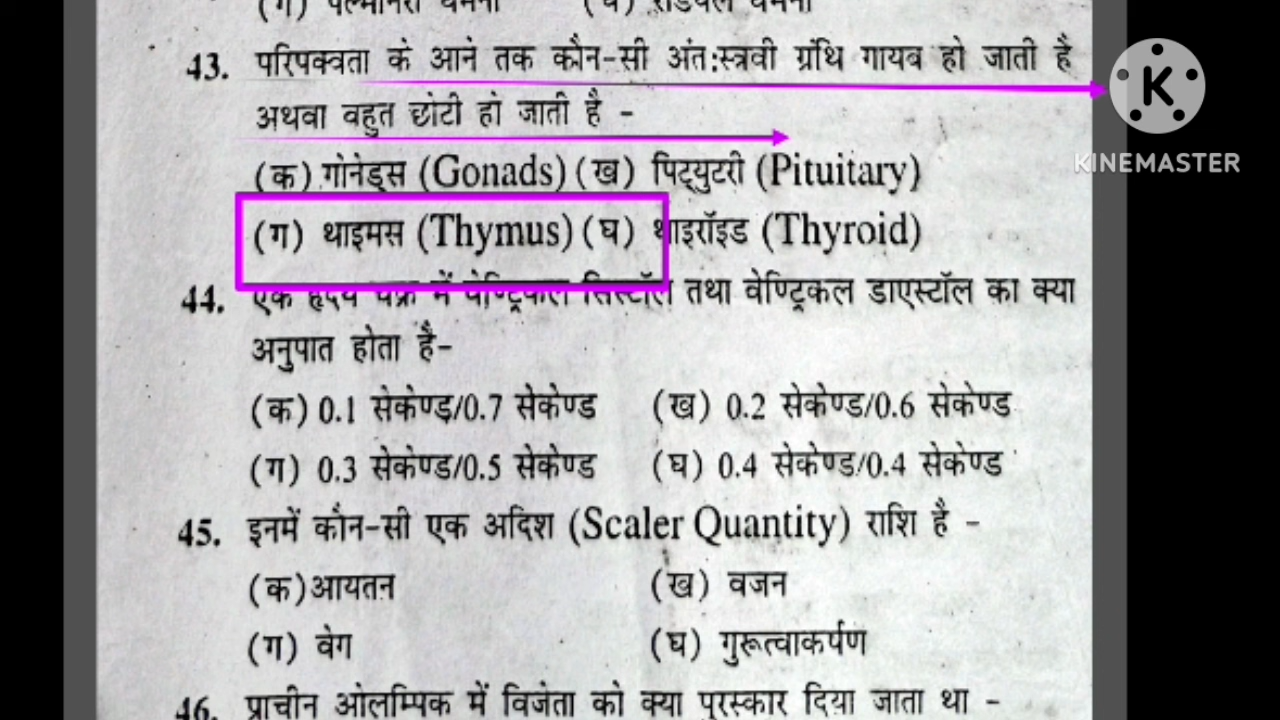 43. परिपक्वता के आने तक कौन-सी अंत:स्त्रवी ग्रंथि गायब हो जाती है
अथवा बहुत छोटी हो जाती है -
(क) गोनेड्स (Gonads) (ख) पिट्युटरी (Pituitary)
(ग) थाइमस (Thymus) (घ) थाइरॉइड (Thyroid)
44. एक हृदय चक्र में वेण्ट्रिकल सिस्टॉल तथा वेण्ट्रिकल डाएस्टॉल का क्या
अनुपात होता है-
(क) 0.1 सेकेण्ड/0.7 सेकेण्ड (ख) 0.2 सेकेण्ड/0.6 सेकेण्ड
(ग) 0.3 सेकेण्ड/0.5 सेकेण्ड (घ) 0.4 सेकेण्ड/0.4 सेकेण्ड
45. इनमें कौन-सी एक अदिश (Scaler Quantity) राशि है -
(क)आयतन (ख) वजन
(ग) वेग (घ) गुरूत्वाकर्षण
46. प्राचीन ओलम्पिक में विजेता को क्या पुरस्कार दिया जाता था -
K
KINEMASTER